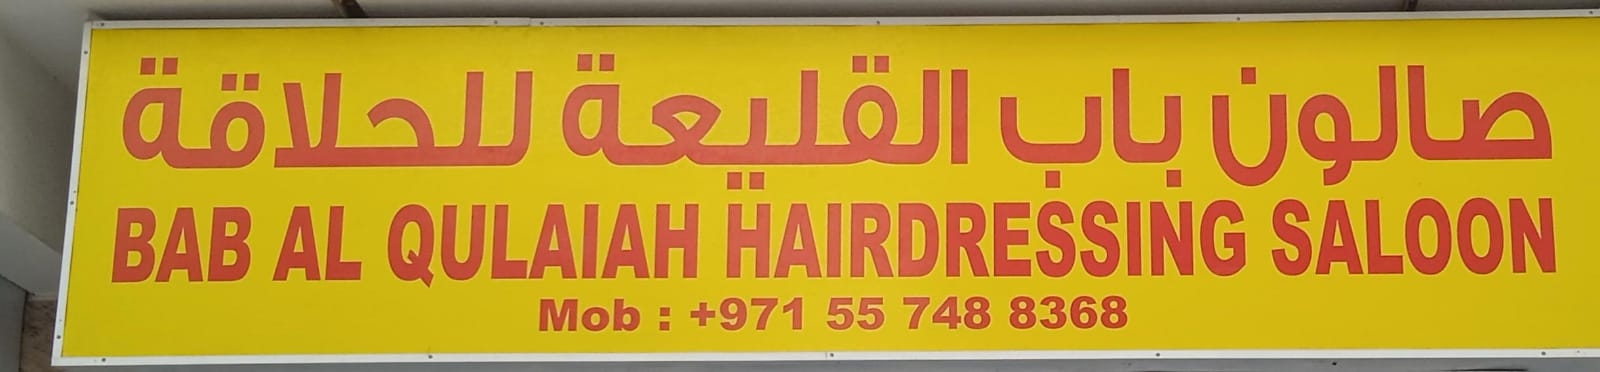 صالون باب القليعة للحلاقة
BAB AL QULAIAH HAIRDRESSING SALOON
Mob : +971 55 748 8368